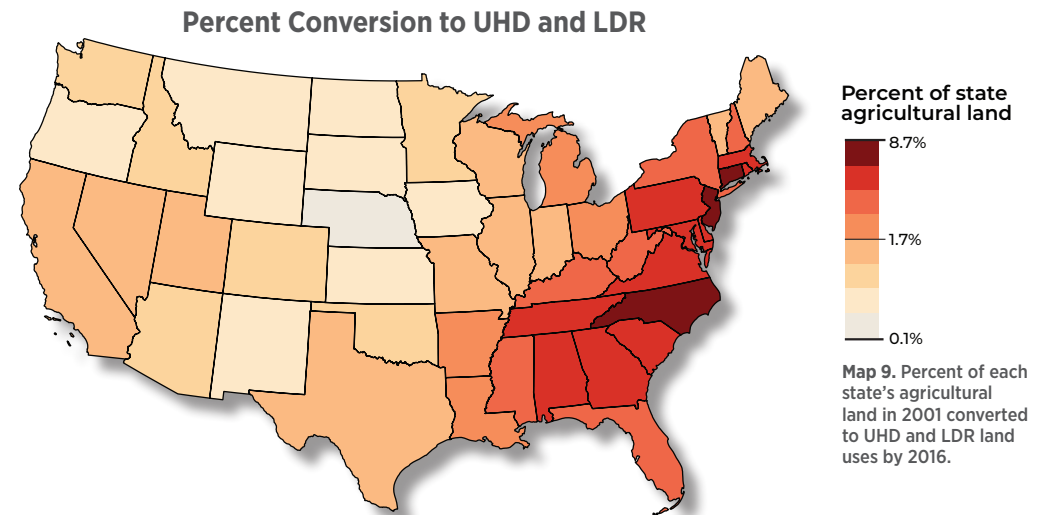 Percent Conversion to UHD and LDR
Percent of state
agricultural land
8.7%
1.7%
0.1%
Map 9. Percent of each
state's agricultural
land in 2001 converted
to UHD and LDR land
uses by 2016.